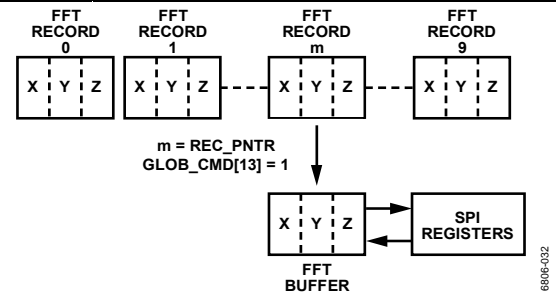 FFT
RECORD
0
FFT
RECORD
1
FFT
RECORD
m
FFT
RECORD
9
X Y Z
X Y Z
X Y Z
X Y Z
m = REC_PNTR
GLOB_CMD[13] = 1
X Y Z
SPI
REGISTERS
FFT
BUFFER
6806-032